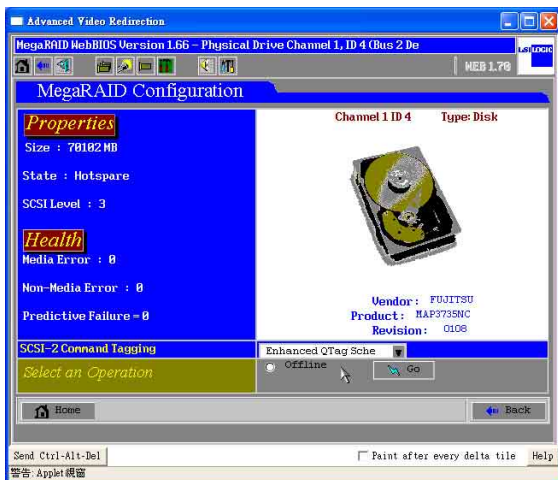 Advanced Video Redirection
MegaRAID WebBIOS Version 1.66 - Physical Drive Channel 1, ID 4 (Bus 2 De
LSI LOGIC
WEB 1.70
MegaRAID Configuration
Properties
Size : 70102 MB
State : Hotspare
SCSI Level : 3
Health
Media Error : 0
Non-Media Error : 0
Predictive Failure = 0
Channel 1 ID 4 Type: Disk
Vendor : FUJITSU
Product : MAP3735NC
Revision : 0108
SCSI-2 Command Tagging
Enhanced QTag Sche
Select an Operation
Offline
Go
Home
Back
Send Ctrl-Alt-Del
Paint after every delta tile
Help
警告: Applet 視窗